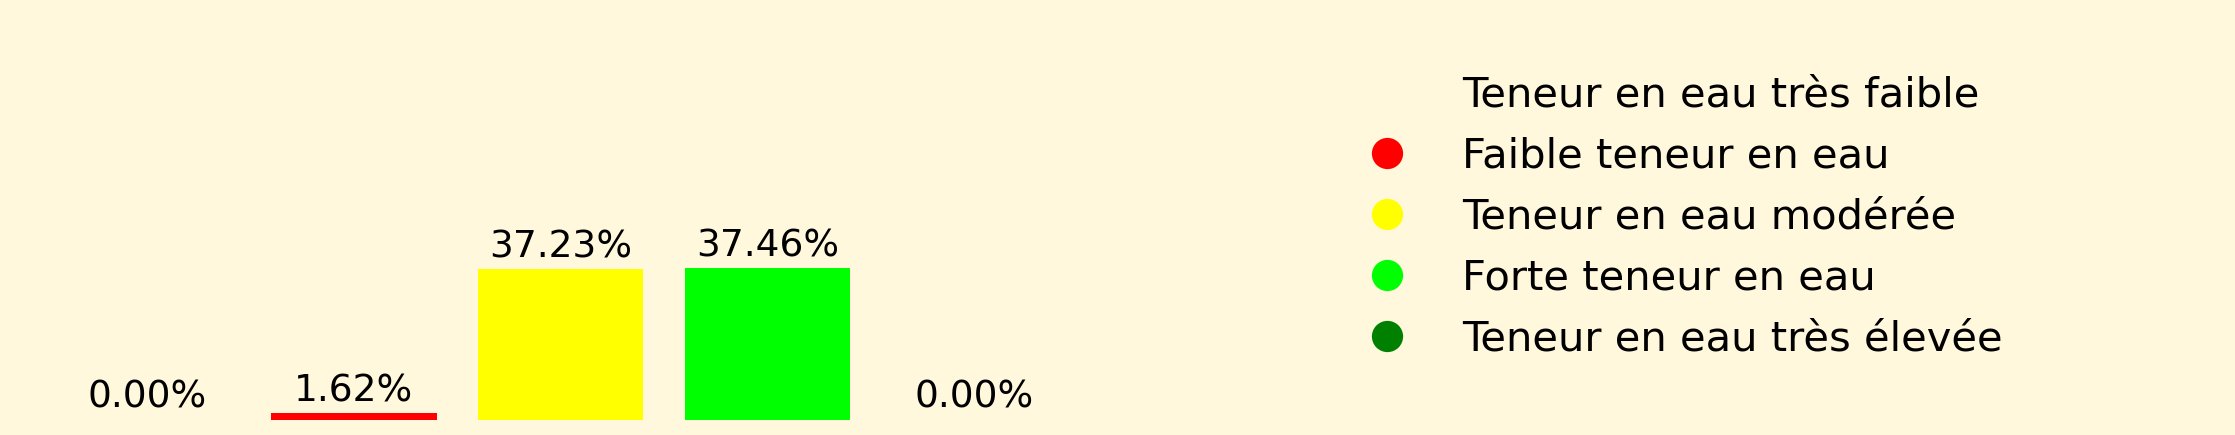 0.00%
1.62%
37.23%
37.46%
0.00%
Teneur en eau très faible
Faible teneur en eau
Teneur en eau modérée
Forte teneur en eau
Teneur en eau très élevée